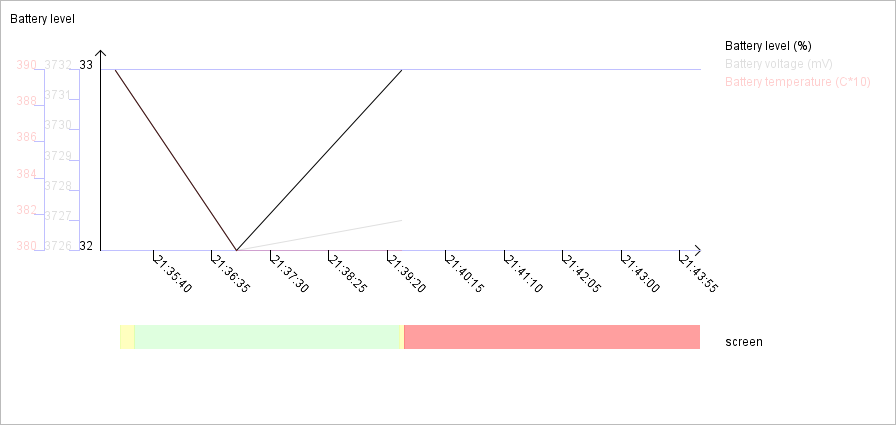 Battery level
Battery level (%)
Battery voltage (mV)
Battery temperature (C*10)
390 3732 33
388 3731
386 3730
3729
384 3728
382 3727
380 3726 32
21:35:40 21:36:35 21:37:30 21:38:25 21:39:20 21:40:15 21:41:10 21:42:05 21:43:00 21:43:55
screen